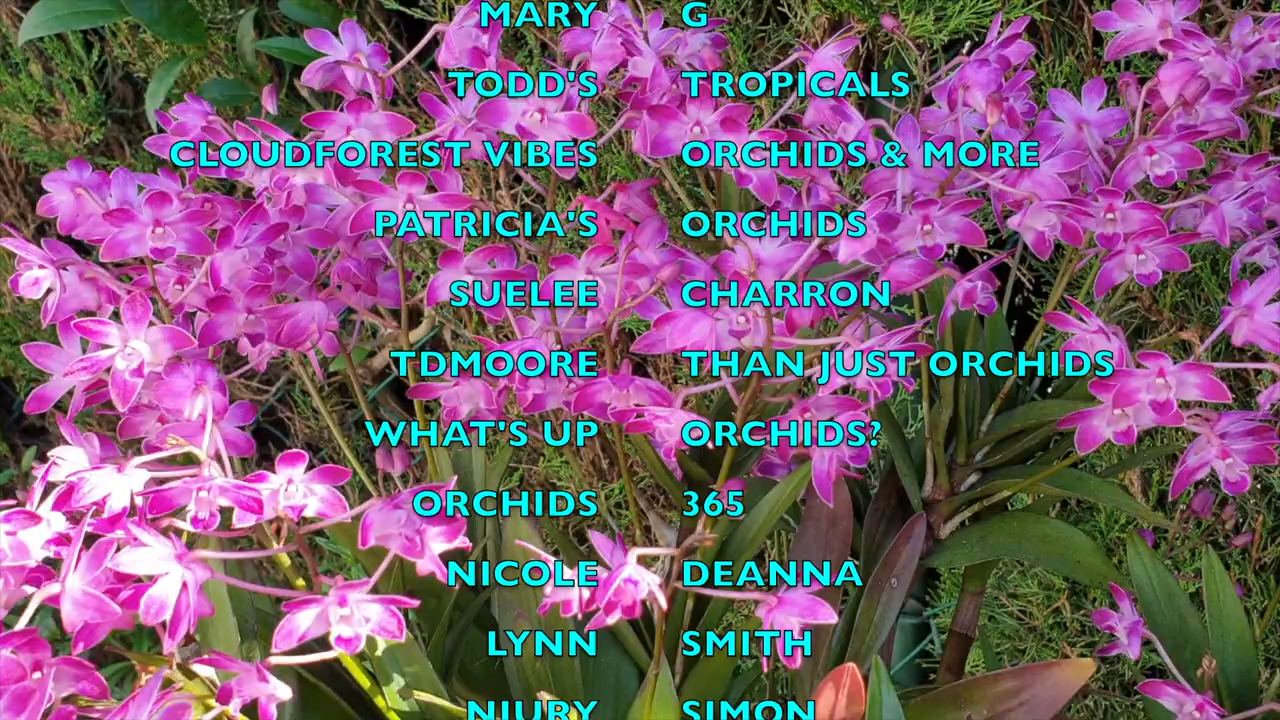 MARY G
TODD'S TROPICALS
CLOUDFOREST VIBES ORCHIDS & MORE
PATRICIA'S ORCHIDS
SUELEE CHARRON
TDMOORE THAN JUST ORCHIDS
WHAT'S UP ORCHIDS?
ORCHIDS 365
NICOLE DEANNA
LYNN SMITH
SIMON